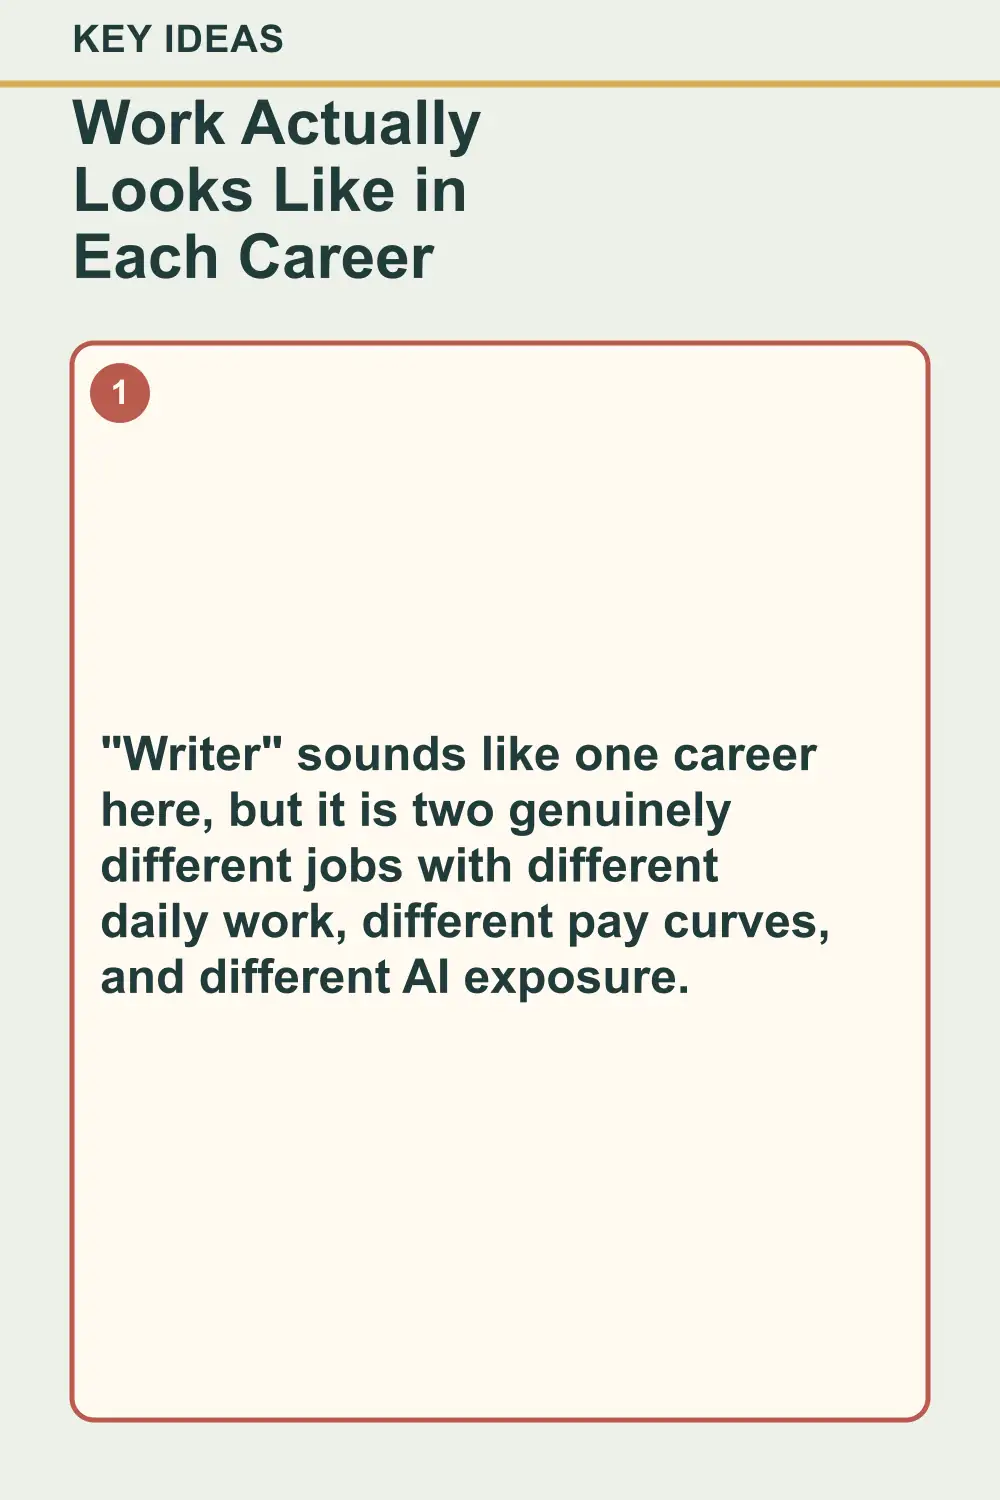 KEY IDEAS
Work Actually
Looks Like in
Each Career
1
"Writer" sounds like one career
here, but it is two genuinely
different jobs with different
daily work, different pay curves,
and different AI exposure.